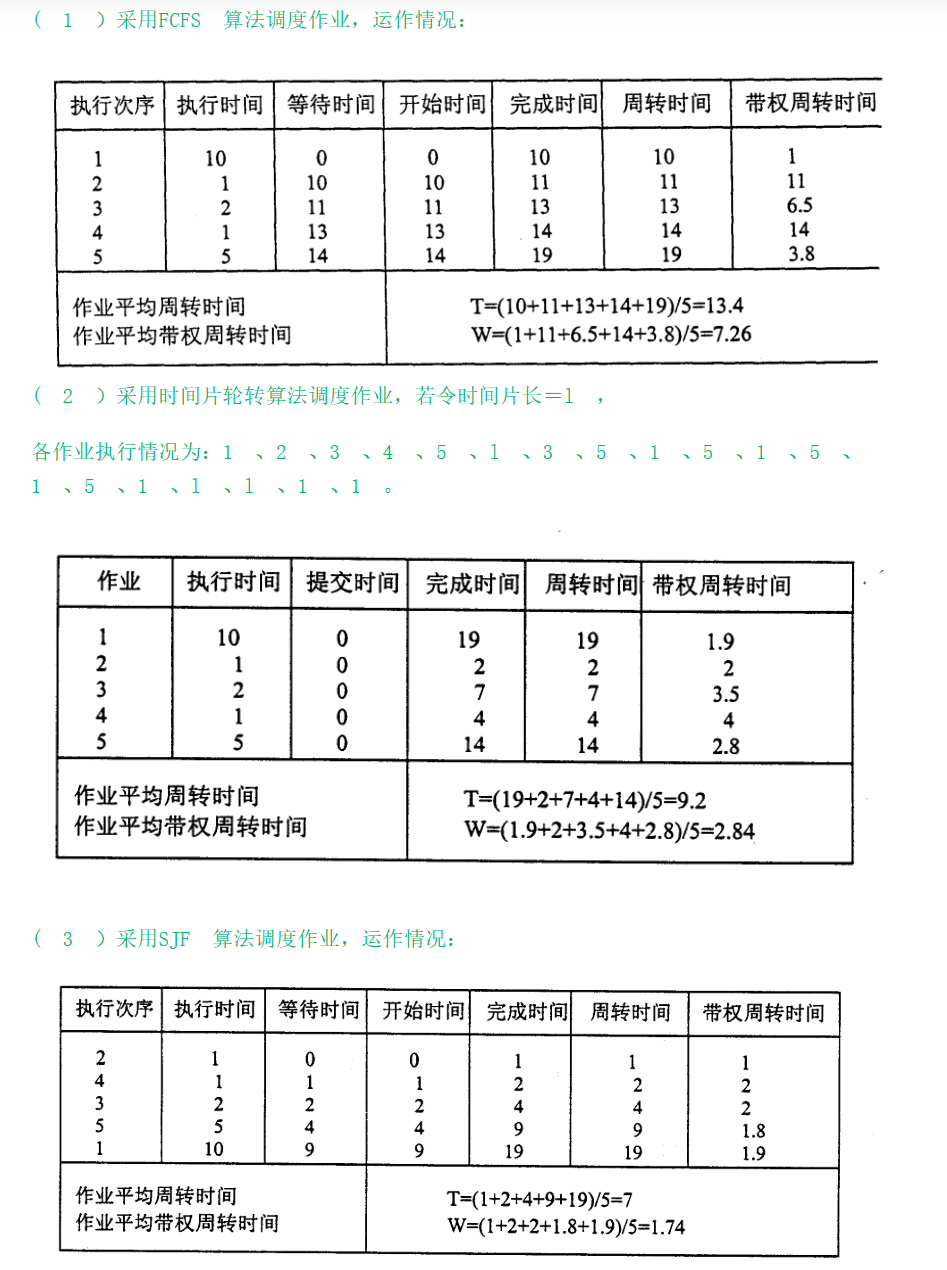 ( 1 ) 采用FCFS 算法调度作业，运作情况：
执行次序 执行时间 等待时间 开始时间 完成时间 周转时间 带权周转时间
1 10 0 0 10 10 1
2 1 10 10 11 11 11
3 2 11 11 13 13 6.5
4 1 13 13 14 14 14
5 5 14 14 19 19 3.8
作业平均周转时间 T=(10+11+13+14+19)/5=13.4
作业平均带权周转时间 W=(1+11+6.5+14+3.8)/5=7.26
( 2 ) 采用时间片轮转算法调度作业，若令时间片长＝l ，
各作业执行情况为：1 、2 、3 、4 、5 、l 、3 、5 、1 、5 、1 、5 、
1 、5 、1 、l 、l 、1 、1 。
作业 执行时间 提交时间 完成时间 周转时间 带权周转时间
1 10 0 19 19 1.9
2 1 0 2 2 2
3 2 0 7 7 3.5
4 1 0 4 4 4
5 5 0 14 14 2.8
作业平均周转时间 T=(19+2+7+4+14)/5=9.2
作业平均带权周转时间 W=(1.9+2+3.5+4+2.8)/5=2.84
( 3 ) 采用SJF 算法调度作业，运作情况：
执行次序 执行时间 等待时间 开始时间 完成时间 周转时间 带权周转时间
2 1 0 0 1 1 1
4 1 1 1 2 2 2
3 2 2 2 4 4 2
5 5 4 4 9 9 1.8
1 10 9 9 19 19 1.9
作业平均周转时间 T=(1+2+4+9+19)/5=7
作业平均带权周转时间 W=(1+2+2+1.8+1.9)/5=1.74